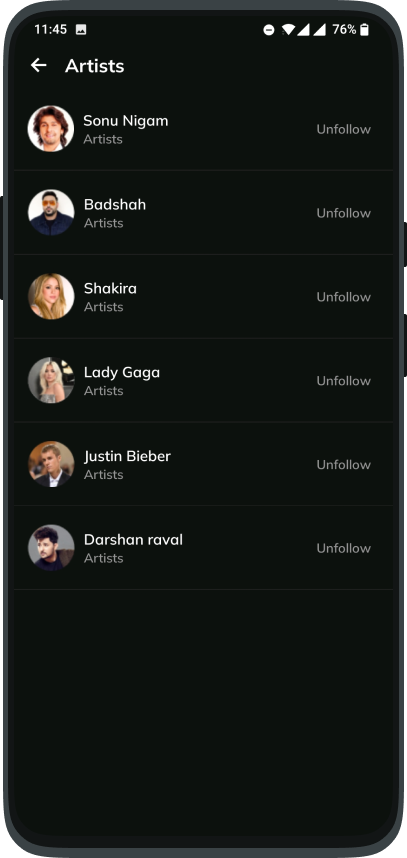 11:45
76%
Artists
Sonu Nigam
Artists
Unfollow
Badshah
Artists
Unfollow
Shakira
Artists
Unfollow
Lady Gaga
Artists
Unfollow
Justin Bieber
Artists
Unfollow
Darshan raval
Artists
Unfollow